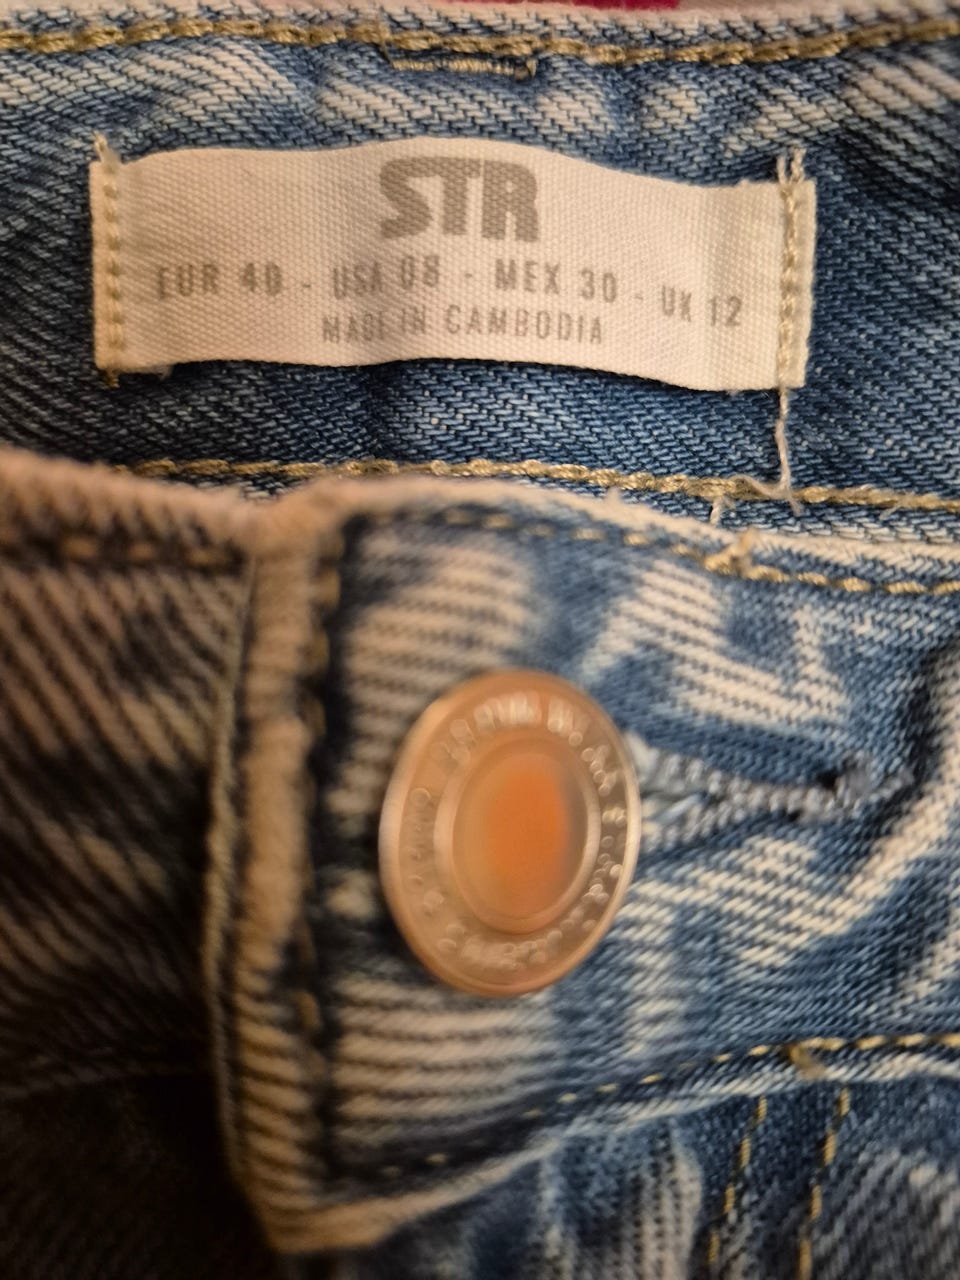 STR
EUR 40 - USA 08 - MEX 30 - UK 12
MADE IN CAMBODIA